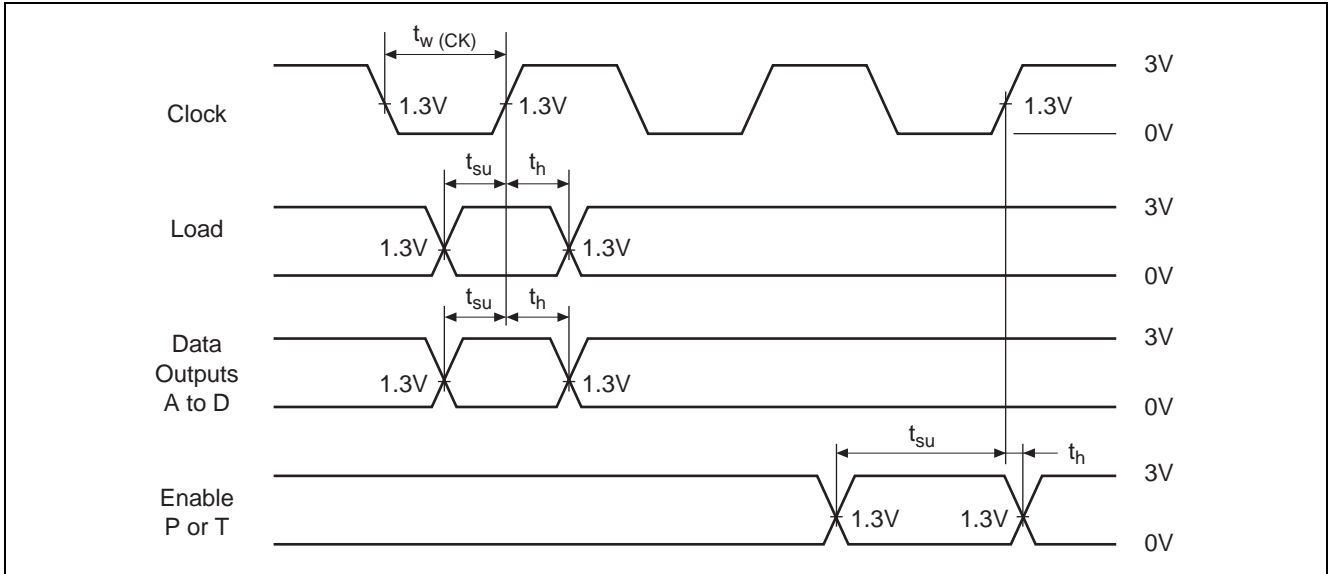 t_w (CK)
3V
Clock
1.3V 1.3V 1.3V
0V
t_su t_h
3V
Load
1.3V 1.3V
0V
t_su t_h
3V
Data
Outputs
A to D
1.3V 1.3V
0V
t_su t_h
3V
Enable
P or T
1.3V 1.3V
0V